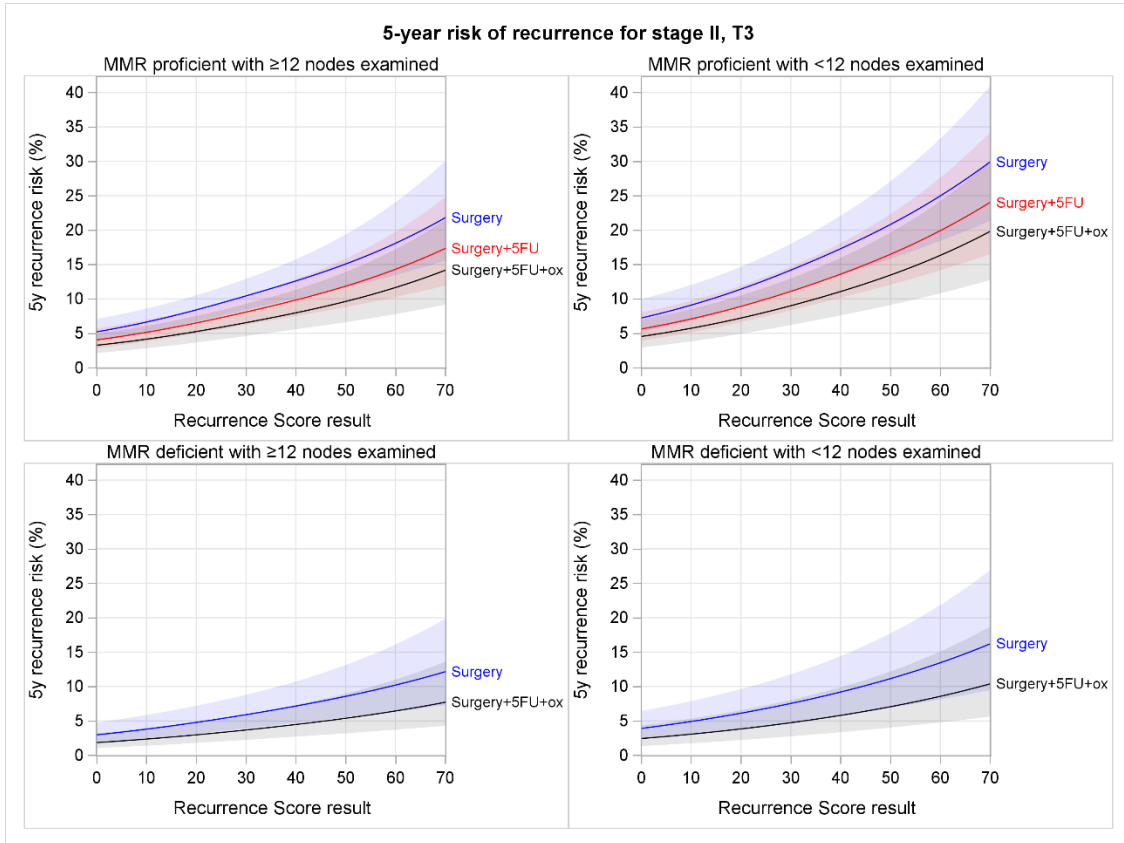 5-year risk of recurrence for stage II, T3
MMR proficient with ≥12 nodes examined
5y recurrence risk (%)
40
35
30
25
20
15
10
5
0
Surgery
Surgery+5FU
Surgery+5FU+ox
0 10 20 30 40 50 60 70
Recurrence Score result
MMR proficient with <12 nodes examined
5y recurrence risk (%)
40
35
30
25
20
15
10
5
0
Surgery
Surgery+5FU
Surgery+5FU+ox
0 10 20 30 40 50 60 70
Recurrence Score result
MMR deficient with ≥12 nodes examined
5y recurrence risk (%)
40
35
30
25
20
15
10
5
0
Surgery
Surgery+5FU+ox
0 10 20 30 40 50 60 70
Recurrence Score result
MMR deficient with <12 nodes examined
5y recurrence risk (%)
40
35
30
25
20
15
10
5
0
Surgery
Surgery+5FU+ox
0 10 20 30 40 50 60 70
Recurrence Score result